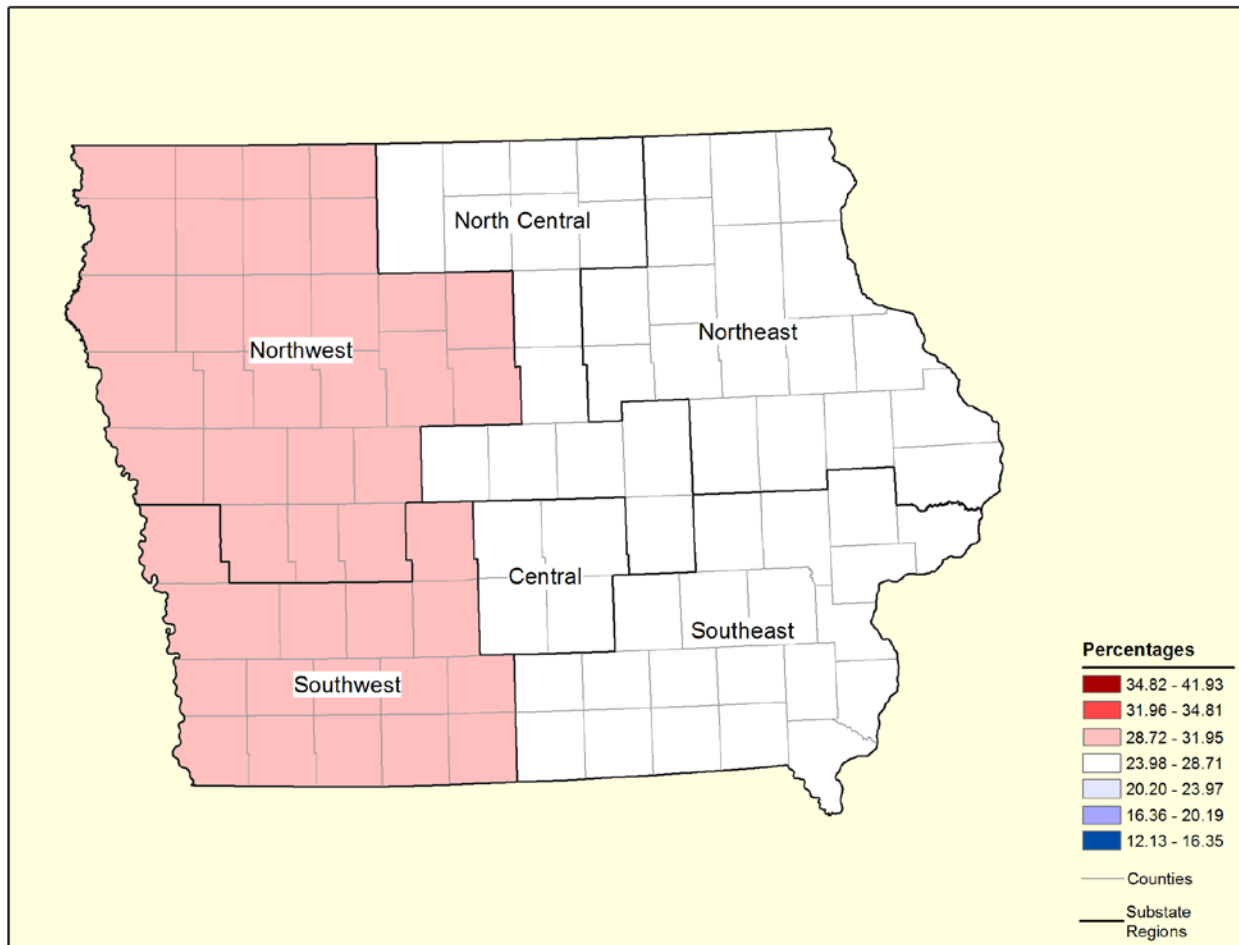 North Central
Northeast
Northwest
Central
Southeast
Southwest
Percentages
34.82 - 41.93
31.96 - 34.81
28.72 - 31.95
23.98 - 28.71
20.20 - 23.97
16.36 - 20.19
12.13 - 16.35
Counties
Substate
Regions